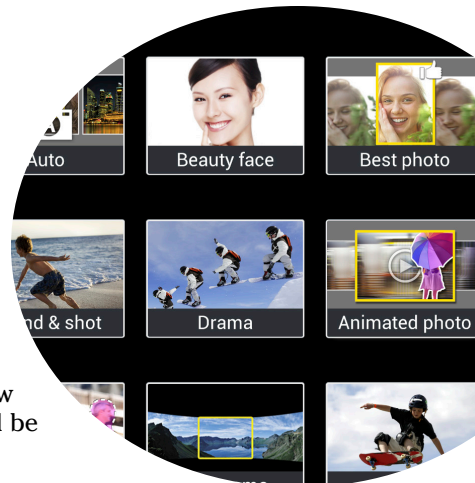 Auto
Beauty face
Best photo
nd & shot
Drama
Animated photo
w
l be